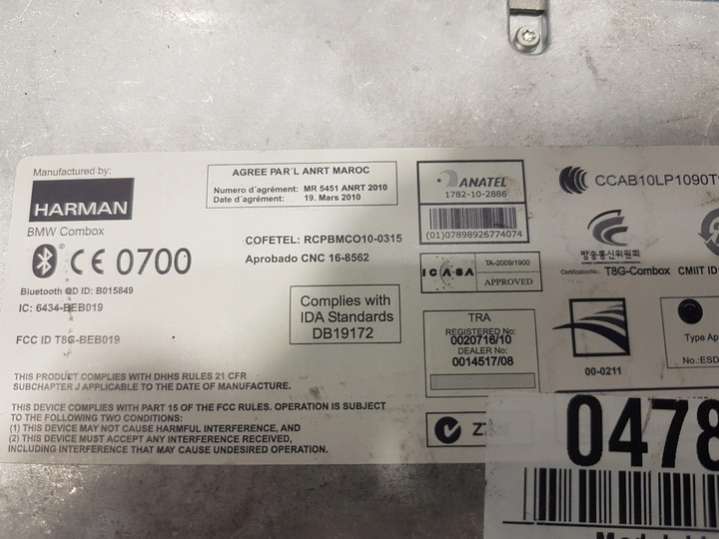 Manufactured by:
HARMAN
BMW Combox
CE 0700
Bluetooth QD ID: B015849
IC: 6434-BEB019
FCC ID T8G-BEB019
THIS PRODUCT COMPLIES WITH DHHS RULES 21 CFR
SUBCHAPTER J APPLICABLE TO THE DATE OF MANUFACTURE.
THIS DEVICE COMPLIES WITH PART 15 OF THE FCC RULES. OPERATION IS SUBJECT
TO THE FOLLOWING TWO CONDITIONS:
(1) THIS DEVICE MAY NOT CAUSE HARMFUL INTERFERENCE, AND
(2) THIS DEVICE MUST ACCEPT ANY INTERFERENCE RECEIVED,
INCLUDING INTERFERENCE THAT MAY CAUSE UNDESIRED OPERATION.
AGREE PAR'L ANRT MAROC
Numero d'agrément: MR 5451 ANRT 2010
Date d'agrément: 19. Mars 2010
COFETEL: RCPBMCO10-0315
Aprobado CNC 16-8562
Complies with
IDA Standards
DB19172
ANATEL
1782-10-2886
(01)07898926774074
ICASA
TA-2009/1900
APPROVED
TRA
REGISTERED No:
0020716/10
DEALER No:
0014517/08
CCAB10LP1090T
방송통신위원회
Certification No.: T8G-Combox
CMIIT ID
00-0211
Type Ap
No.:ESD
0478